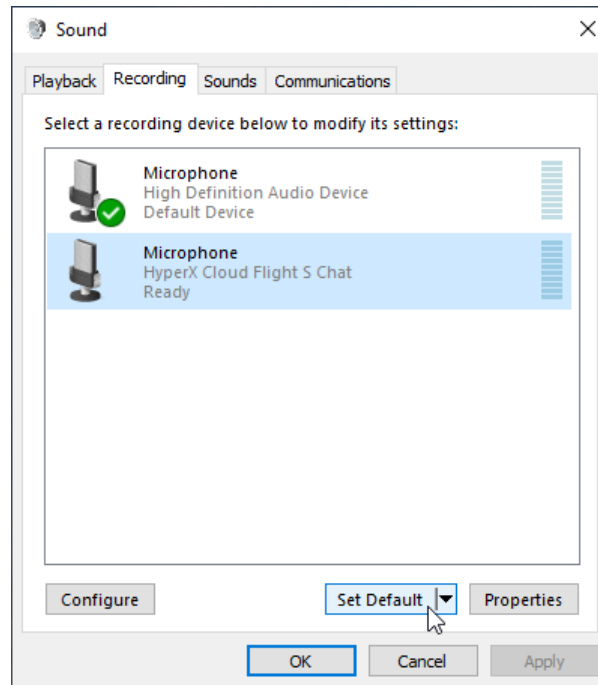 Sound
Playback Recording Sounds Communications
Select a recording device below to modify its settings:
Microphone
High Definition Audio Device
Default Device
Microphone
HyperX Cloud Flight S Chat
Ready
Configure Set Default Properties
OK Cancel Apply